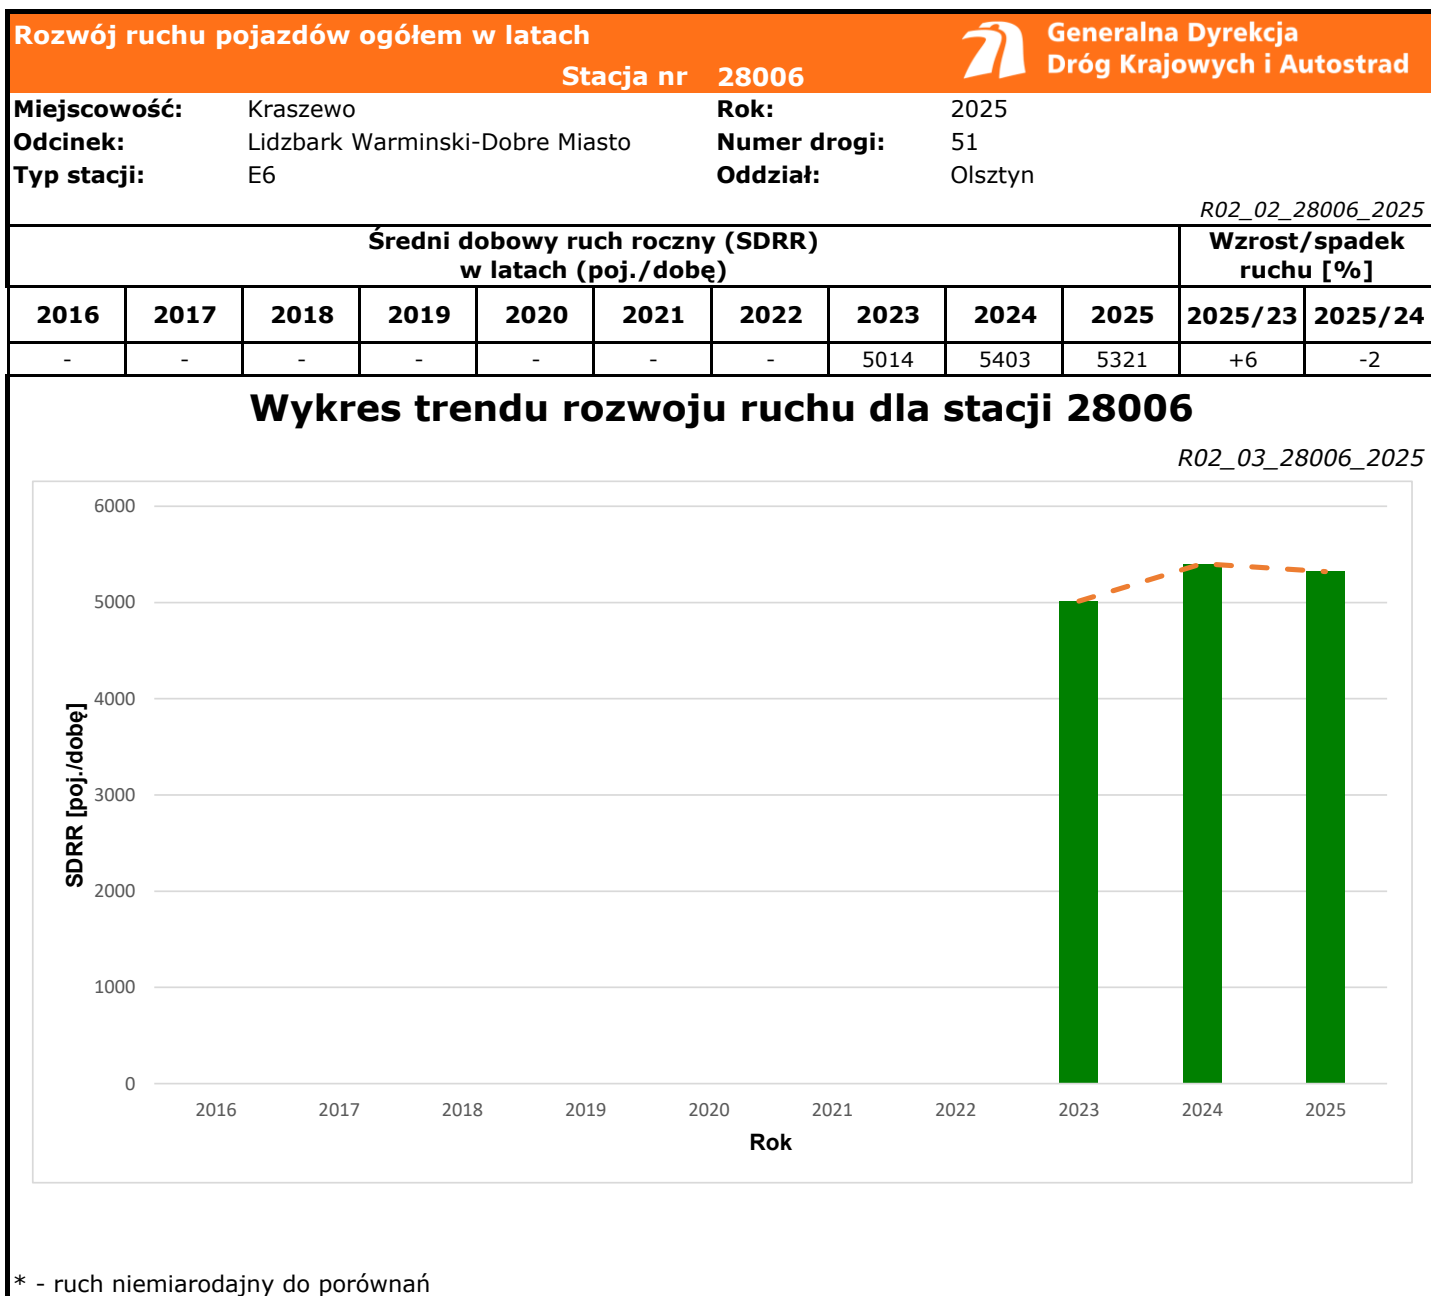 Rozwój ruchu pojazdów ogółem w latach
Generalna Dyrekcja
Dróg Krajowych i Autostrad
Stacja nr 28006
Miejscowość: Kraszewo Rok: 2025
Odcinek: Lidzbark Warminski-Dobre Miasto Numer drogi: 51
Typ stacji: E6 Oddział: Olsztyn
R02_02_28006_2025
Średni dobowy ruch roczny (SDRR)
w latach (poj./dobę)
Wzrost/spadek
ruchu [%]
2016 2017 2018 2019 2020 2021 2022 2023 2024 2025 2025/23 2025/24
- - - - - - - 5014 5403 5321 +6 -2
Wykres trendu rozwoju ruchu dla stacji 28006
R02_03_28006_2025
SDRR [poj./dobę]
6000
5000
4000
3000
2000
1000
0
2016 2017 2018 2019 2020 2021 2022 2023 2024 2025
Rok
* - ruch niemiarodajny do porównań